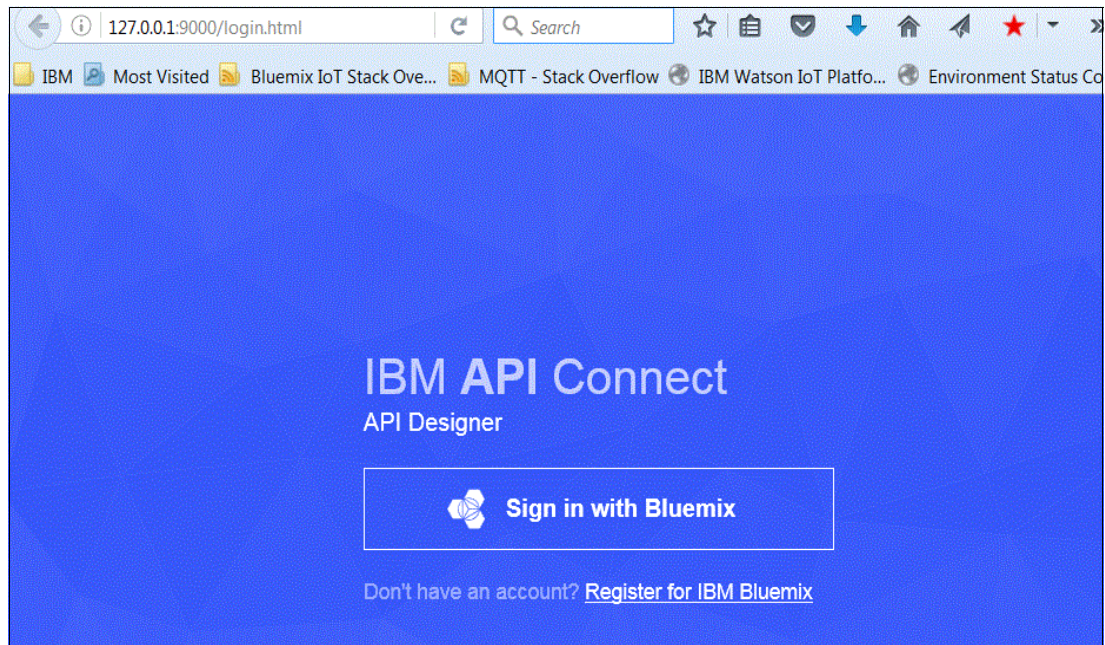 127.0.0.1:9000/login.html Search
IBM Most Visited Bluemix IoT Stack Ove... MQTT - Stack Overflow IBM Watson IoT Platfo... Environment Status Co
IBM API Connect
API Designer
Sign in with Bluemix
Don't have an account? Register for IBM Bluemix